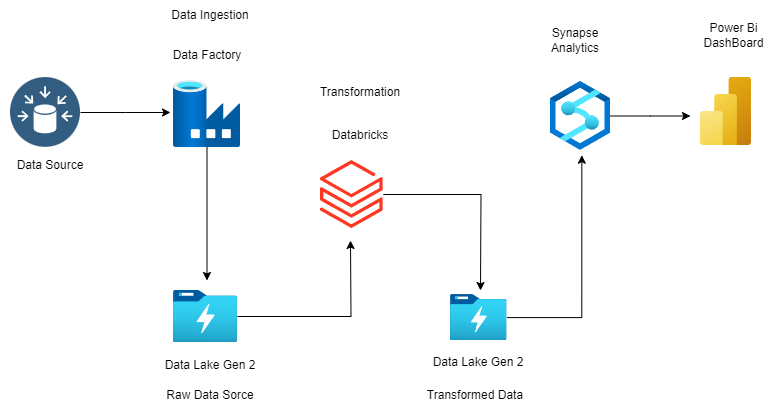 Data Ingestion
Data Factory
Data Source
Transformation
Databricks
Synapse
Analytics
Power Bi
DashBoard
Data Lake Gen 2
Raw Data Sorce
Data Lake Gen 2
Transformed Data